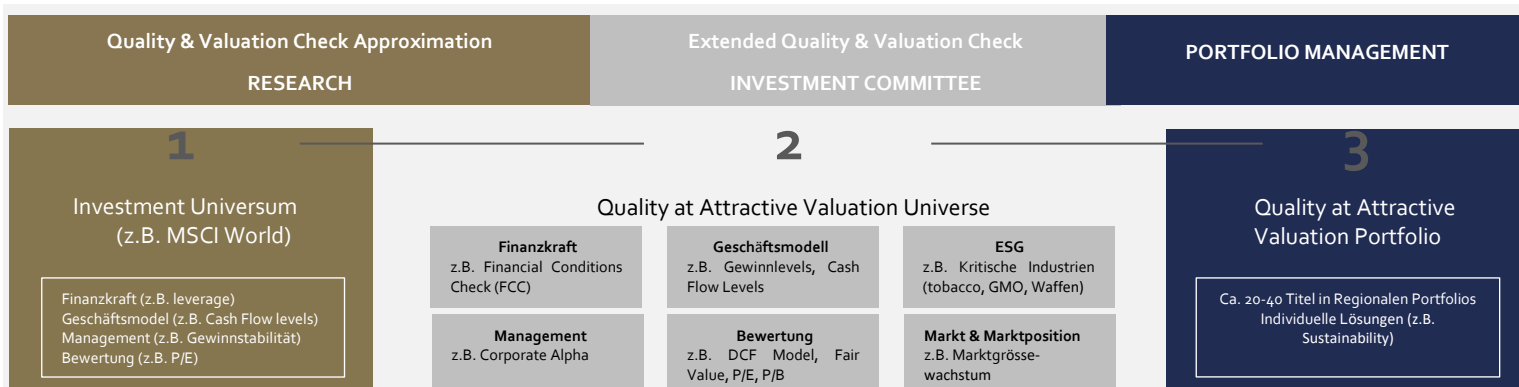 Quality & Valuation Check Approximation
RESEARCH
Extended Quality & Valuation Check
INVESTMENT COMMITTEE
PORTFOLIO MANAGEMENT
1
2
3
Investment Universum
(z.B. MSCI World)
Finanzkraft (z.B. leverage)
Geschäftsmodel (z.B. Cash Flow levels)
Management (z.B. Gewinnstabilität)
Bewertung (z.B. P/E)
Quality at Attractive Valuation Universe
Finanzkraft
z.B. Financial Conditions
Check (FCC)
Geschäftsmodell
z.B. Gewinnlevels, Cash
Flow Levels
ESG
z.B. Kritische Industrien
(tobacco, GMO, Waffen)
Management
z.B. Corporate Alpha
Bewertung
z.B. DCF Model, Fair
Value, P/E, P/B
Markt & Marktposition
z.B. Marktgrösse-
wachstum
Quality at Attractive
Valuation Portfolio
Ca. 20-40 Titel in Regionalen Portfolios
Individuelle Lösungen (z.B.
Sustainability)